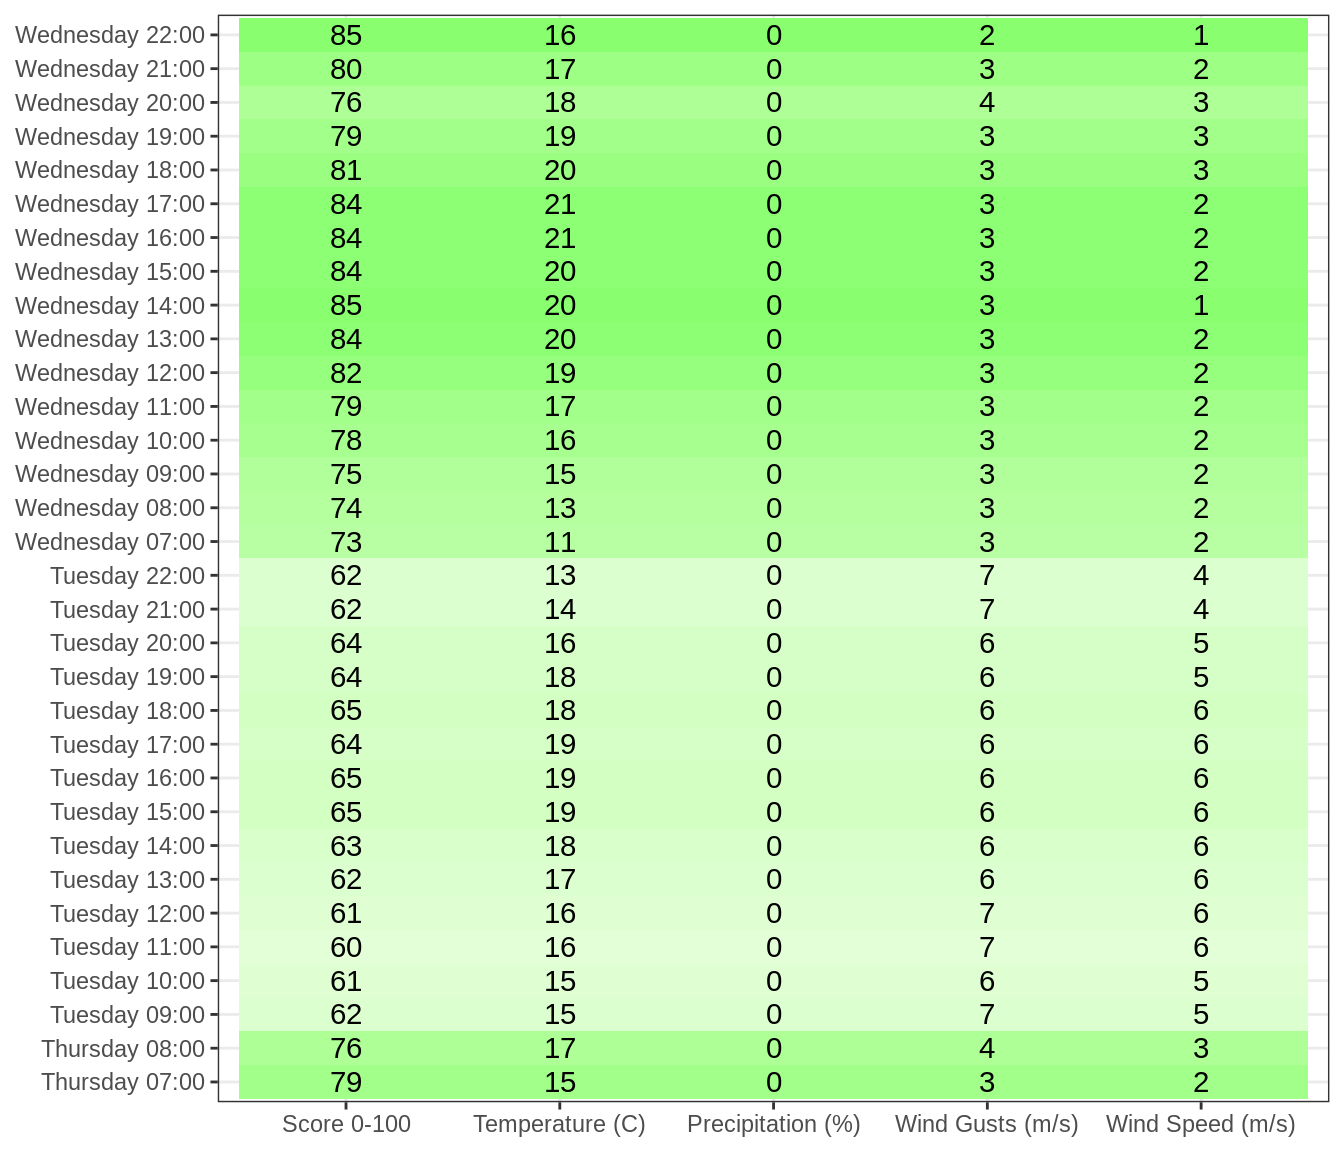 Wednesday 22:00 85 16 0 2 1
Wednesday 21:00 80 17 0 3 2
Wednesday 20:00 76 18 0 4 3
Wednesday 19:00 79 19 0 3 3
Wednesday 18:00 81 20 0 3 3
Wednesday 17:00 84 21 0 3 2
Wednesday 16:00 84 21 0 3 2
Wednesday 15:00 84 20 0 3 2
Wednesday 14:00 85 20 0 3 1
Wednesday 13:00 84 20 0 3 2
Wednesday 12:00 82 19 0 3 2
Wednesday 11:00 79 17 0 3 2
Wednesday 10:00 78 16 0 3 2
Wednesday 09:00 75 15 0 3 2
Wednesday 08:00 74 13 0 3 2
Wednesday 07:00 73 11 0 3 2
Tuesday 22:00 62 13 0 7 4
Tuesday 21:00 62 14 0 7 4
Tuesday 20:00 64 16 0 6 5
Tuesday 19:00 64 18 0 6 5
Tuesday 18:00 65 18 0 6 6
Tuesday 17:00 64 19 0 6 6
Tuesday 16:00 65 19 0 6 6
Tuesday 15:00 65 19 0 6 6
Tuesday 14:00 63 18 0 6 6
Tuesday 13:00 62 17 0 6 6
Tuesday 12:00 61 16 0 7 6
Tuesday 11:00 60 16 0 7 6
Tuesday 10:00 61 15 0 6 5
Tuesday 09:00 62 15 0 7 5
Thursday 08:00 76 17 0 4 3
Thursday 07:00 79 15 0 3 2
Score 0-100 Temperature (C) Precipitation (%) Wind Gusts (m/s) Wind Speed (m/s)